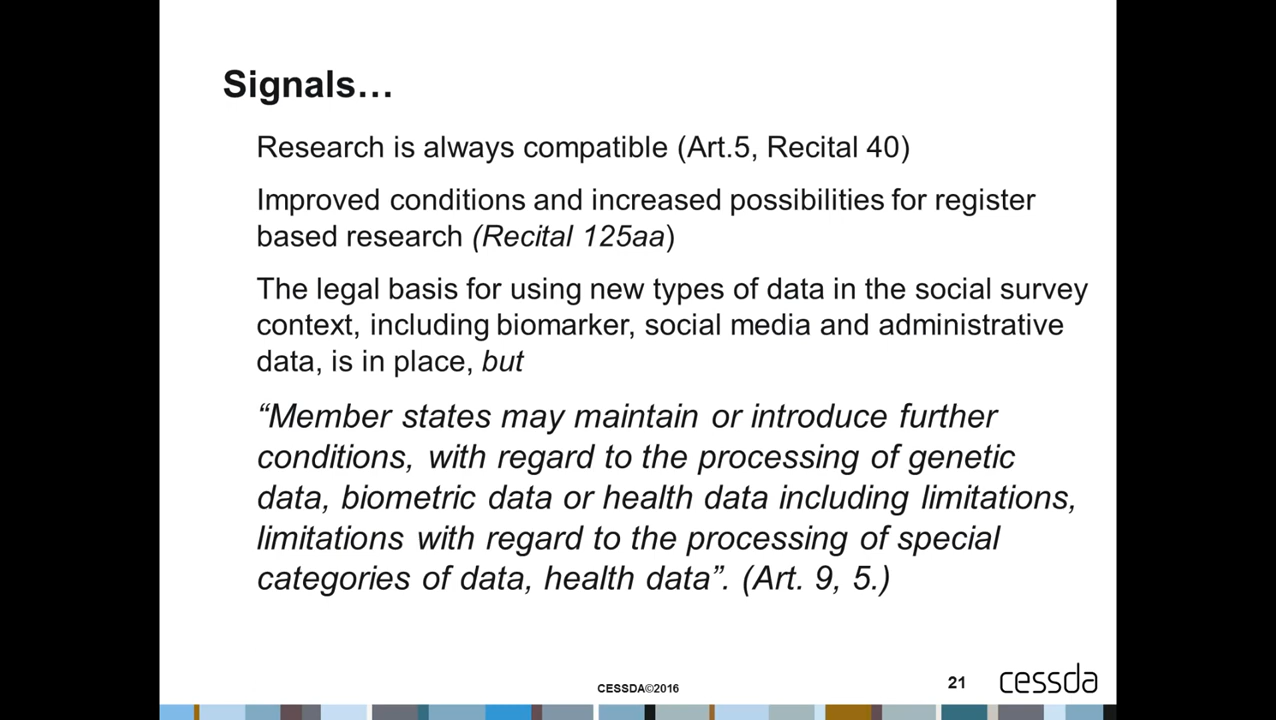 Signals…
Research is always compatible (Art.5, Recital 40)
Improved conditions and increased possibilities for register
based research (Recital 125aa)
The legal basis for using new types of data in the social survey
context, including biomarker, social media and administrative
data, is in place, but
“Member states may maintain or introduce further
conditions, with regard to the processing of genetic
data, biometric data or health data including limitations,
limitations with regard to the processing of special
categories of data, health data”. (Art. 9, 5.)
CESSDA©2016
21
cessda